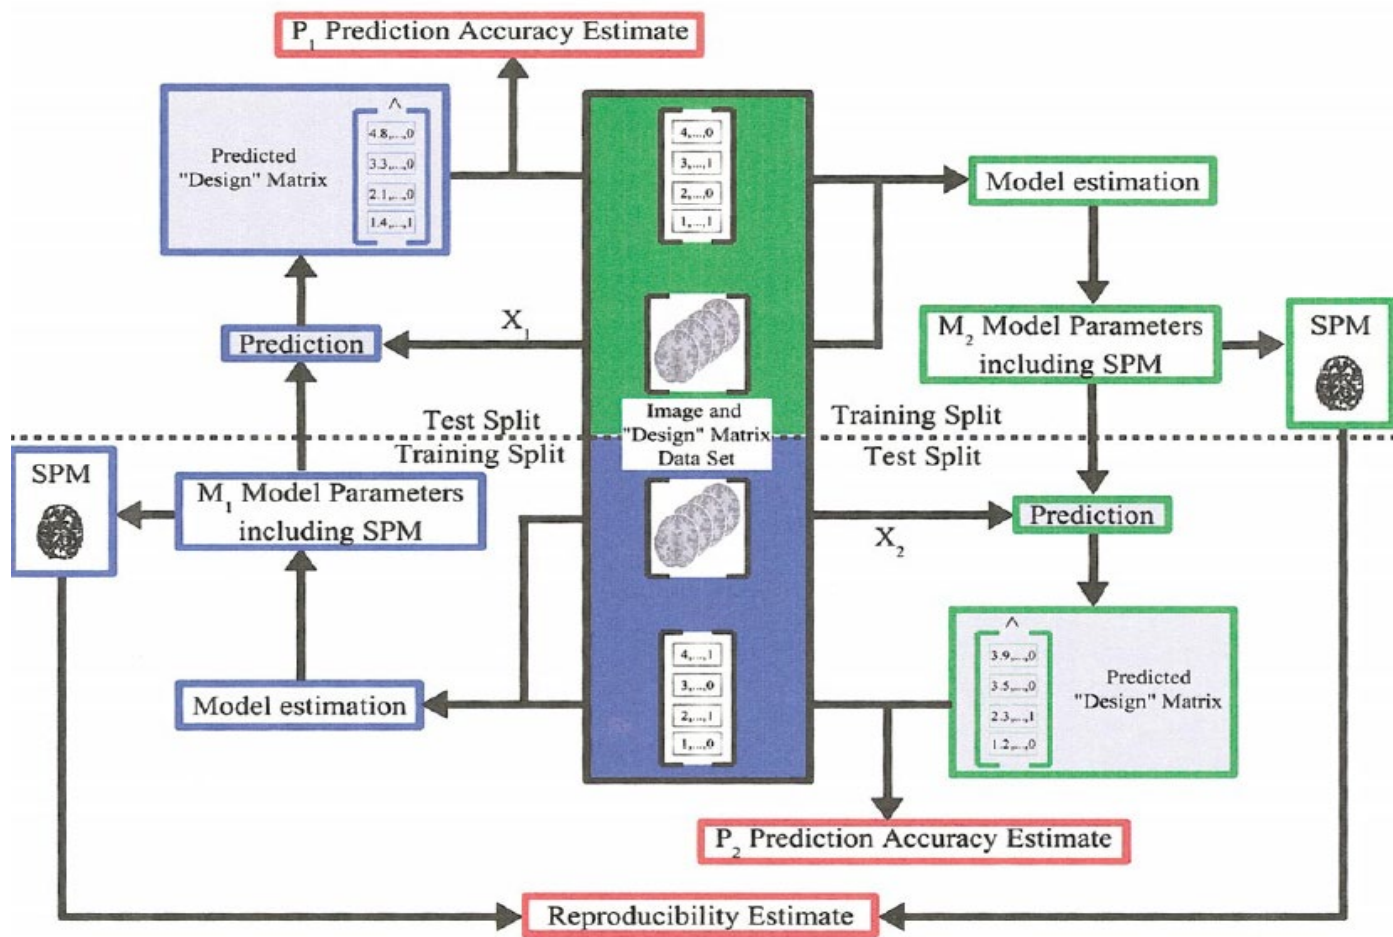 P1 Prediction Accuracy Estimate
^
4.8,...,0
Predicted
"Design" Matrix
3.3,...,0
2.1,...,0
1.4,...,1
4,...,0
3,...,1
2,...,0
1,...,1
Model estimation
X1
Prediction
M2 Model Parameters
including SPM
SPM
Test Split
Image and
"Design" Matrix
Data Set
Training Split
Training Split
Test Split
SPM
M1 Model Parameters
including SPM
X2
Prediction
4,...,1
3,...,0
2,...,1
1,...,0
Model estimation
^
3.9,...,0
3.5,...,0
2.3,...,1
1.2,...,0
Predicted
"Design" Matrix
P2 Prediction Accuracy Estimate
Reproducibility Estimate